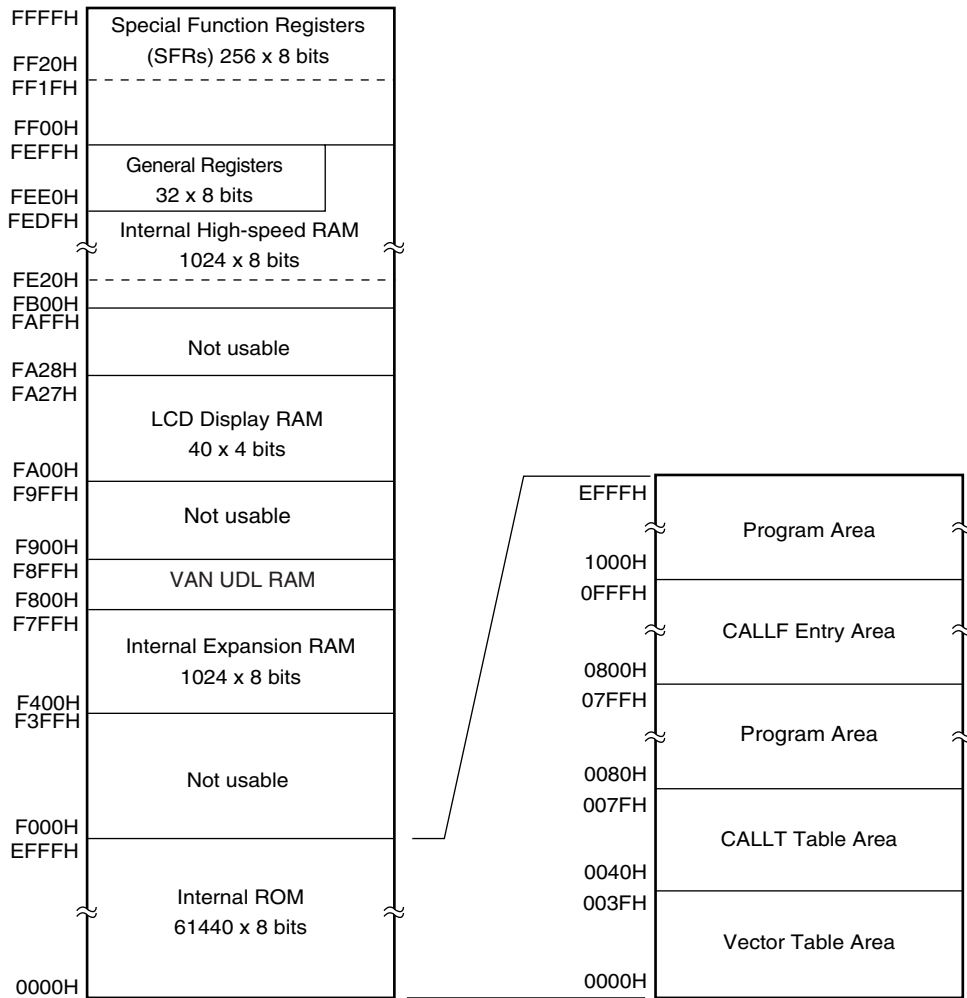 FFFFH
Special Function Registers
(SFRs) 256 x 8 bits
FF20H
FF1FH
FF00H
FEFFH
General Registers
32 x 8 bits
FEE0H
FEDFH
Internal High-speed RAM
1024 x 8 bits
FE20H
FB00H
FAFFH
Not usable
FA28H
FA27H
LCD Display RAM
40 x 4 bits
FA00H
F9FFH
Not usable
F900H
F8FFH
VAN UDL RAM
F800H
F7FFH
Internal Expansion RAM
1024 x 8 bits
F400H
F3FFH
Not usable
F000H
EFFFH
Internal ROM
61440 x 8 bits
0000H
EFFFH
Program Area
1000H
0FFFH
CALLF Entry Area
0800H
07FFH
Program Area
0080H
007FH
CALLT Table Area
0040H
003FH
Vector Table Area
0000H